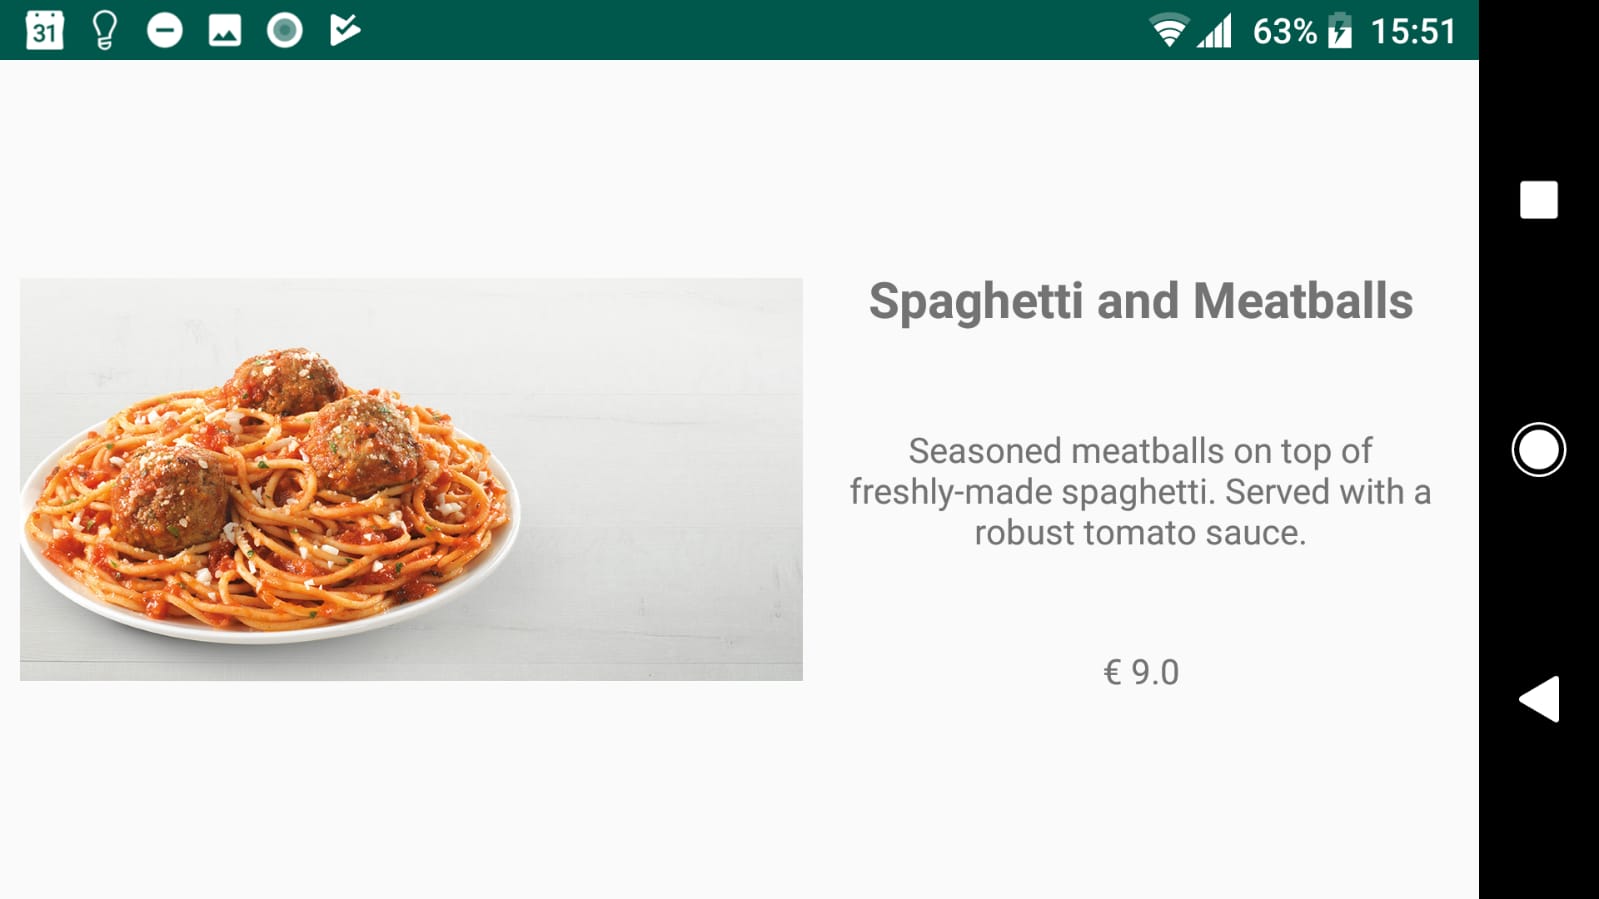 31
63%
15:51
Spaghetti and Meatballs
Seasoned meatballs on top of
freshly-made spaghetti. Served with a
robust tomato sauce.
€ 9.0